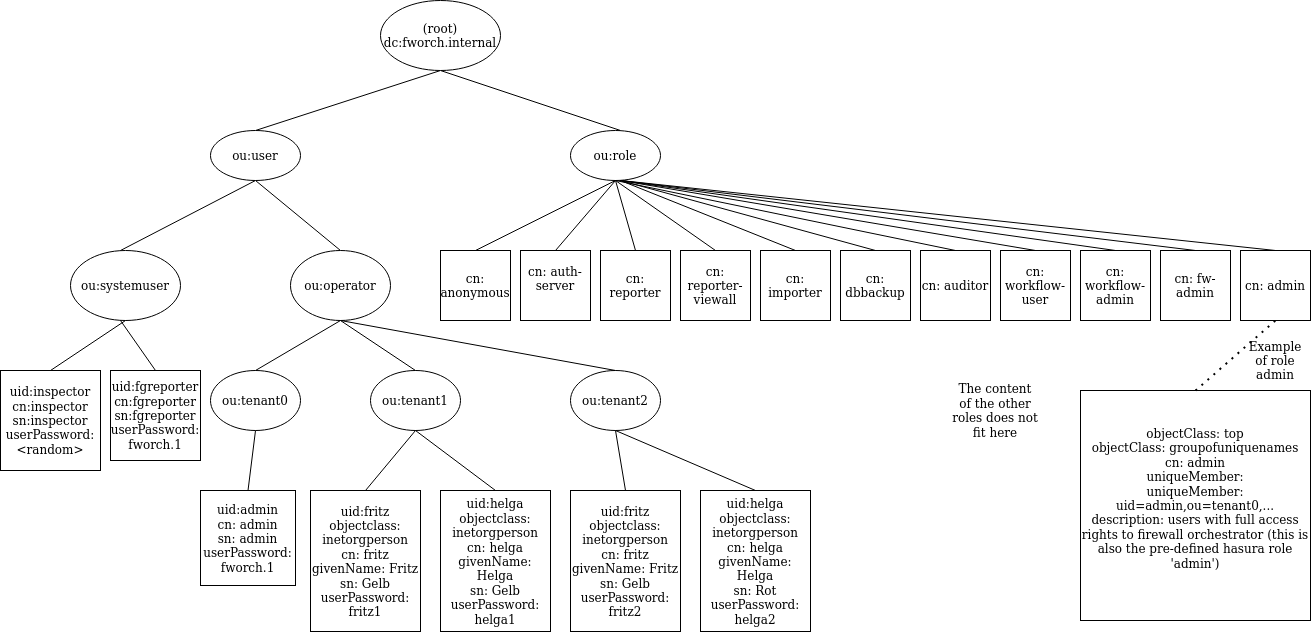 (root)
dc:fworch.internal
ou:user
ou:role
ou:systemuser
ou:operator
cn:
anonymous
cn: auth-
server
cn:
reporter
cn:
reporter-
viewall
cn:
importer
cn:
dbbackup
cn: auditor
cn:
workflow-
user
cn:
workflow-
admin
cn: fw-
admin
cn: admin
Example
of role
admin
uid:inspector
cn:inspector
sn:inspector
userPassword:
<random>
uid:fgreporter
cn:fgreporter
sn:fgreporter
userPassword:
fworch.1
ou:tenant0
ou:tenant1
ou:tenant2
The content
of the other
roles does not
fit here
objectClass: top
objectClass: groupofuniquenames
cn: admin
uniqueMember:
uniqueMember:
uid=admin,ou=tenant0,...
description: users with full access
rights to firewall orchestrator (this is
also the pre-defined hasura role
'admin')
uid:admin
cn: admin
sn: admin
userPassword:
fworch.1
uid:fritz
objectclass:
inetorgperson
cn: fritz
givenName: Fritz
sn: Gelb
userPassword:
fritz1
uid:helga
objectclass:
inetorgperson
cn: helga
givenName:
Helga
sn: Gelb
userPassword:
helga1
uid:fritz
objectclass:
inetorgperson
cn: fritz
givenName: Fritz
sn: Gelb
userPassword:
fritz2
uid:helga
objectclass:
inetorgperson
cn: helga
givenName:
Helga
sn: Rot
userPassword:
helga2